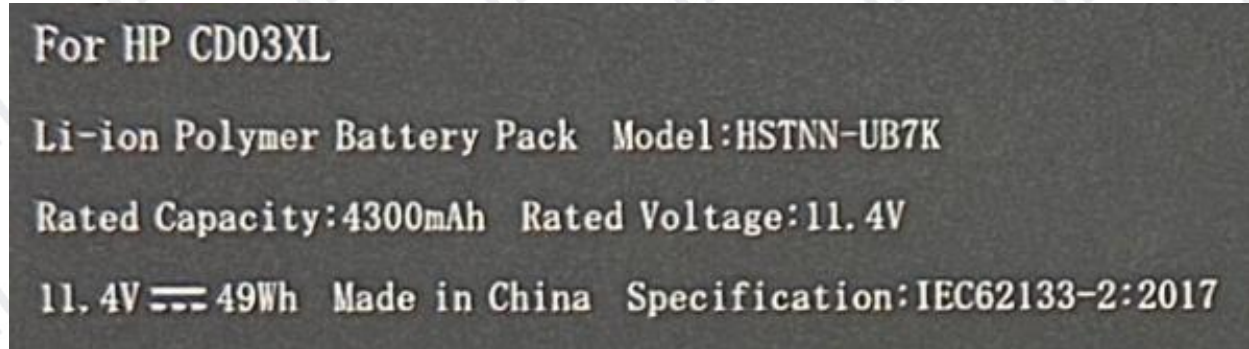 For HP CD03XL
Li-ion Polymer Battery Pack Model:HSTNN-UB7K
Rated Capacity:4300mAh Rated Voltage:11.4V
11.4V⎓49Wh Made in China Specification:IEC62133-2:2017